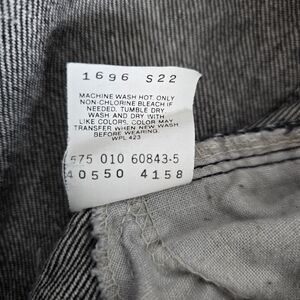 1696 S22
MACHINE WASH HOT ONLY
NON-CHLORINE BLEACH IF
NEEDED. TUMBLE DRY
WASH AND DRY WITH
LIKE COLORS. COLOR MAY
TRANSFER WHEN NEW. WASH
BEFORE WEARING.
WPL 423
575 010 60843-5
40550 4158